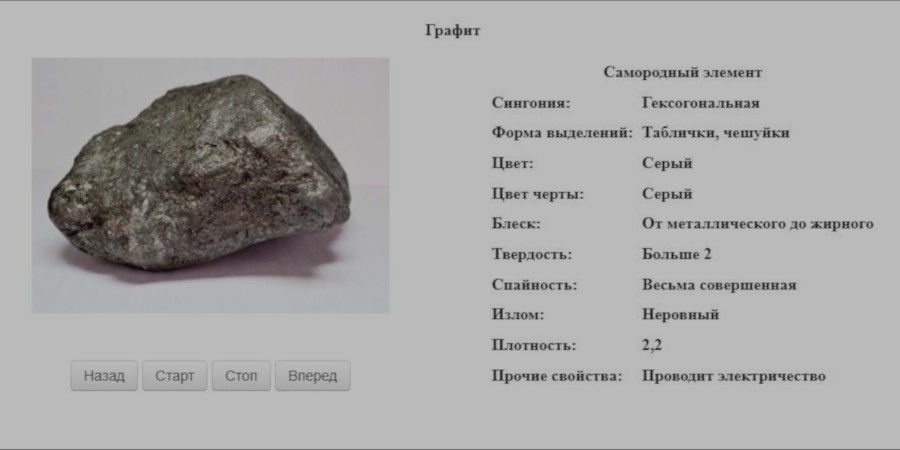 Графит
Самородный элемент
Сингония: Гексогональная
Форма выделений: Таблички, чешуйки
Цвет: Серый
Цвет черты: Серый
Блеск: От металлического до жирного
Твердость: Больше 2
Спайность: Весьма совершенная
Излом: Неровный
Плотность: 2,2
Прочие свойства: Проводит электричество
Назад Старт Стоп Вперед